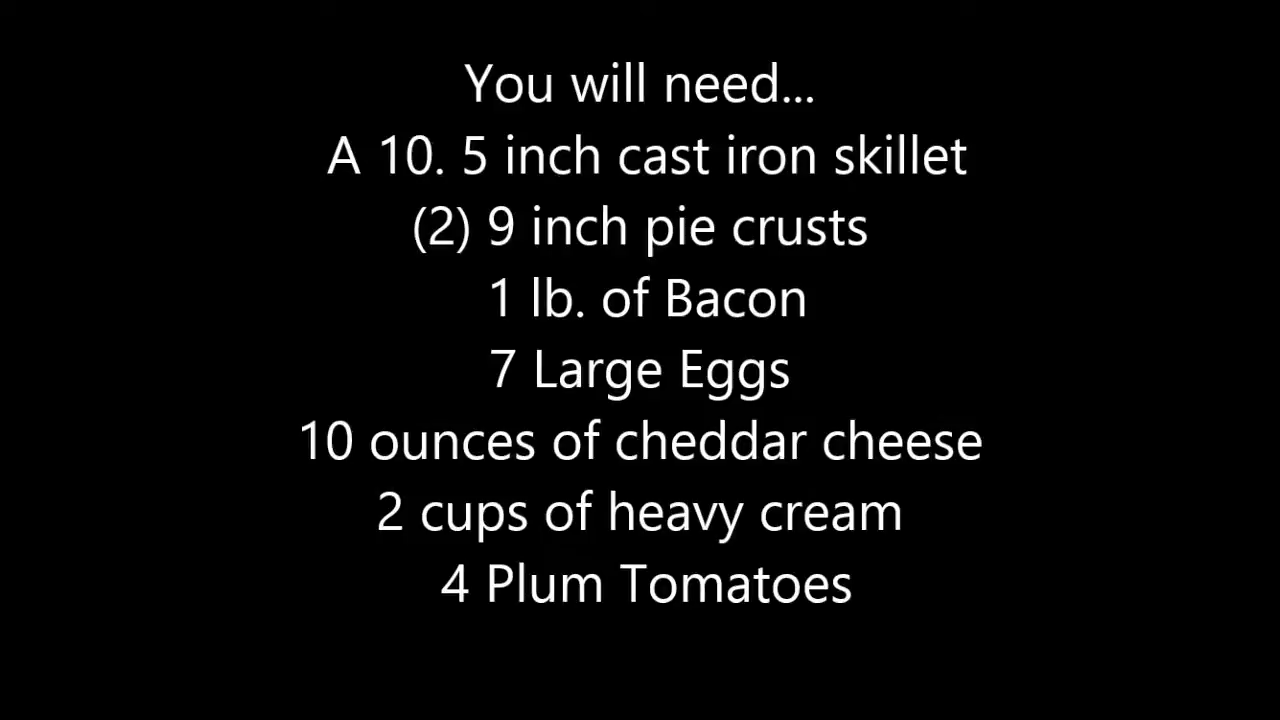 You will need...
A 10. 5 inch cast iron skillet
(2) 9 inch pie crusts
1 lb. of Bacon
7 Large Eggs
10 ounces of cheddar cheese
2 cups of heavy cream
4 Plum Tomatoes